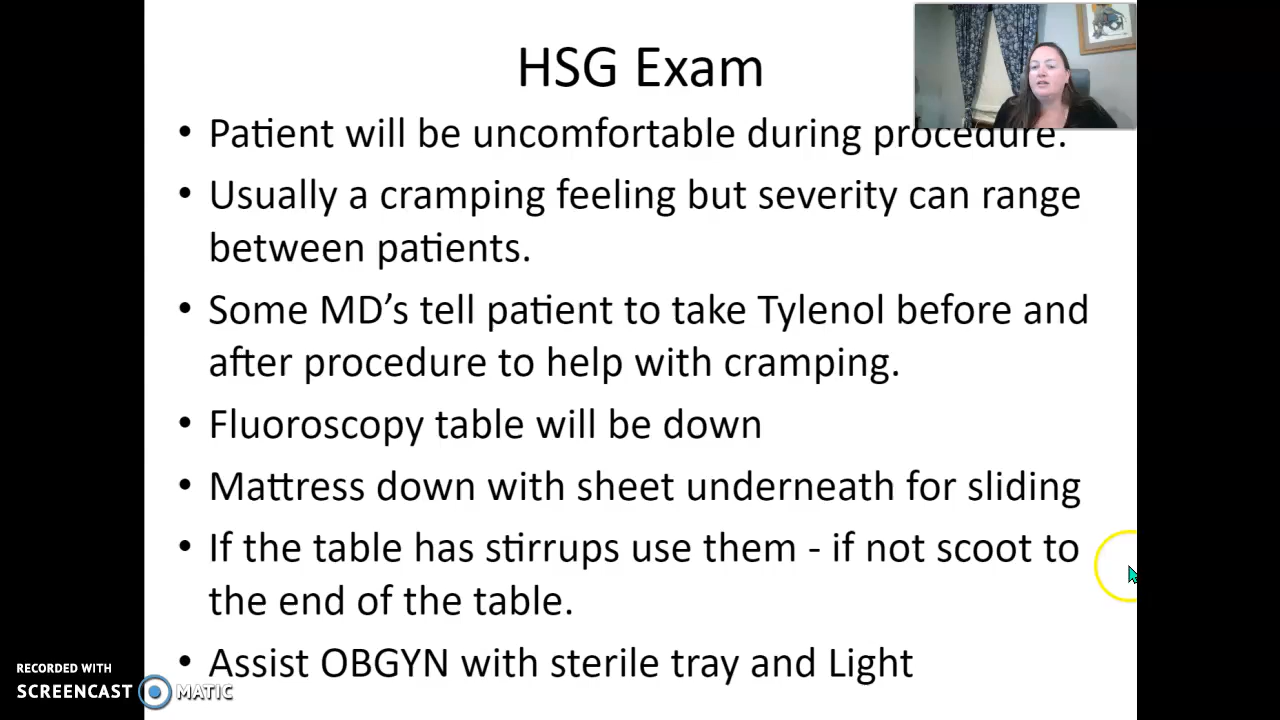 HSG Exam
• Patient will be uncomfortable during procedure.
• Usually a cramping feeling but severity can range
between patients.
• Some MD’s tell patient to take Tylenol before and
after procedure to help with cramping.
• Fluoroscopy table will be down
• Mattress down with sheet underneath for sliding
• If the table has stirrups use them - if not scoot to
the end of the table.
• Assist OBGYN with sterile tray and Light
RECORDED WITH
SCREENCAST MATIC